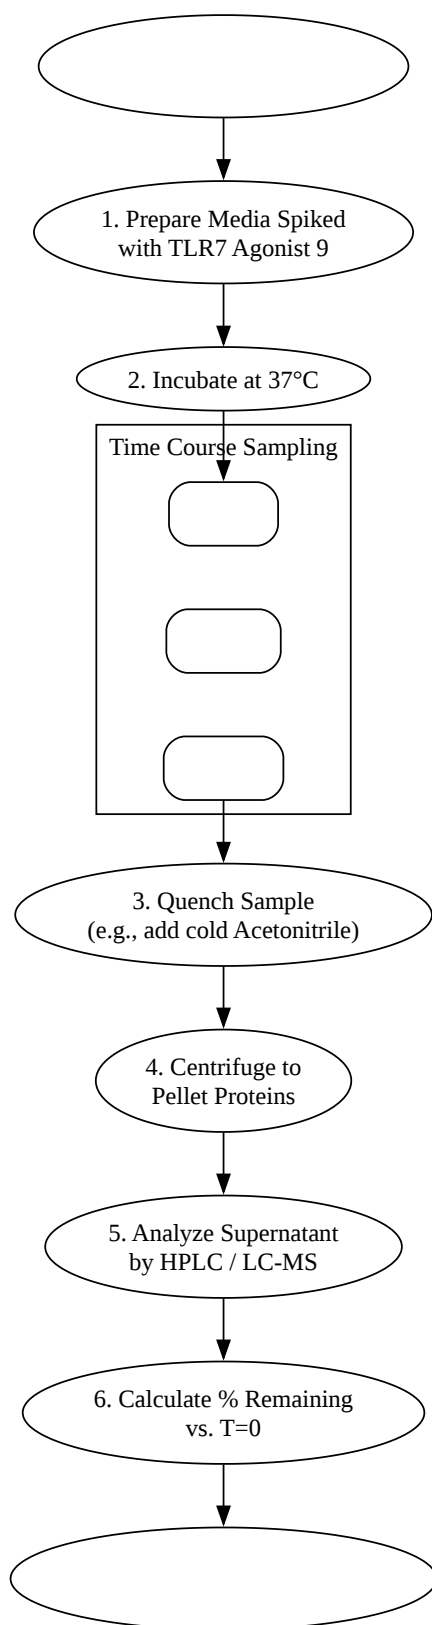 1. Prepare Media Spiked
with TLR7 Agonist 9
2. Incubate at 37°C
Time Course Sampling
3. Quench Sample
(e.g., add cold Acetonitrile)
4. Centrifuge to
Pellet Proteins
5. Analyze Supernatant
by HPLC / LC-MS
6. Calculate % Remaining
vs. T=0